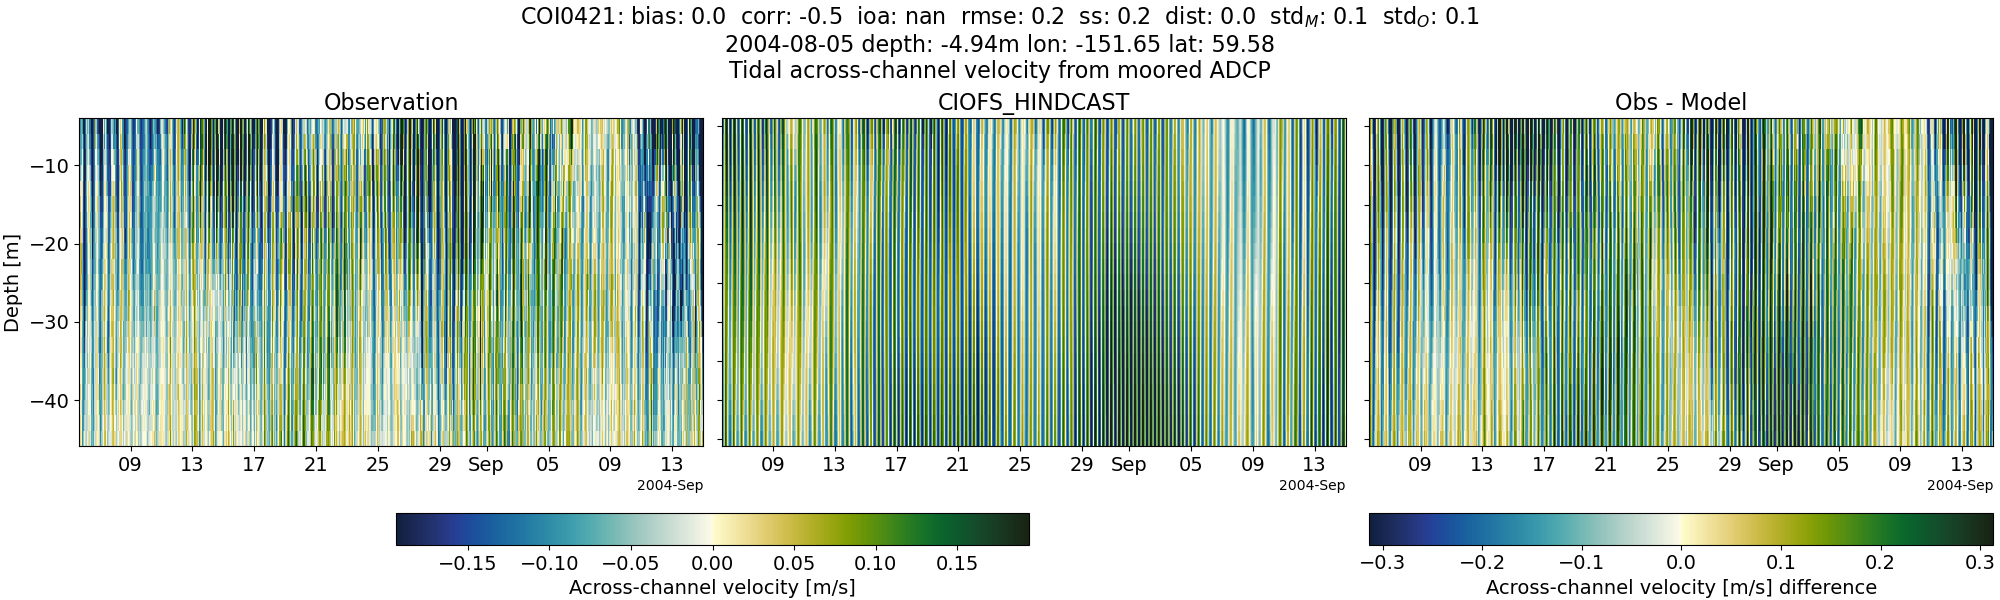 COI0421: bias: 0.0 corr: -0.5 ioa: nan rmse: 0.2 ss: 0.2 dist: 0.0 std_M: 0.1 std_O: 0.1
2004-08-05 depth: -4.94m lon: -151.65 lat: 59.58
Tidal across-channel velocity from moored ADCP
Observation
CIOFS_HINDCAST
Obs - Model
Depth [m]
−10
−20
−30
−40
09 13 17 21 25 29 Sep 05 09 13
2004-Sep
09 13 17 21 25 29 Sep 05 09 13
2004-Sep
09 13 17 21 25 29 Sep 05 09 13
2004-Sep
−0.15 −0.10 −0.05 0.00 0.05 0.10 0.15
Across-channel velocity [m/s]
−0.3 −0.2 −0.1 0.0 0.1 0.2 0.3
Across-channel velocity [m/s] difference